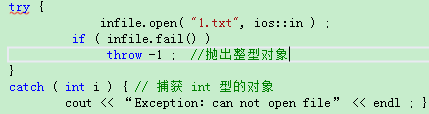 try {
infile.open( "1.txt", ios::in ) ;
if ( infile.fail() )
throw -1 ;  //抛出整型对象
}
catch ( int i ) { // 捕获 int 型的对象
cout << “Exception: can not open file” << endl ; }